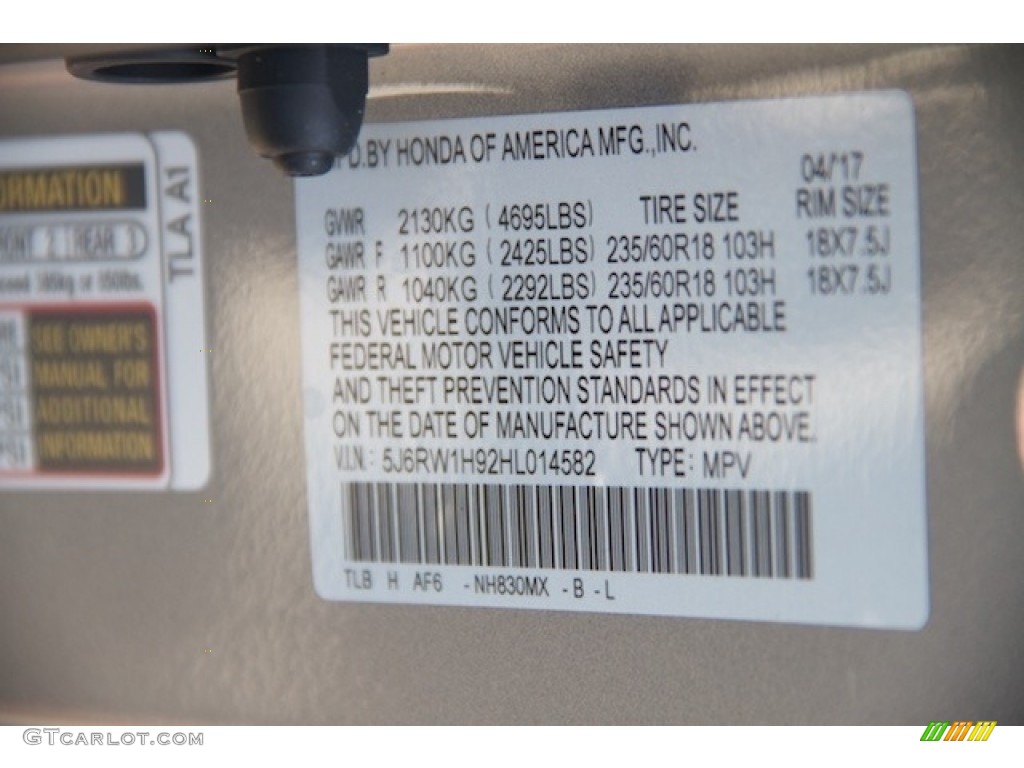 TLA A1
2 REAR 3
SEE OWNER'S
MANUAL FOR
ADDITIONAL
INFORMATION
BY HONDA OF AMERICA MFG.,INC.
04/'17
GVWR 2130KG ( 4695LBS) TIRE SIZE RIM SIZE
GAWR F 1100KG ( 2425LBS) 235/60R18 103H 18X7.5J
GAWR R 1040KG ( 2292LBS) 235/60R18 103H 18X7.5J
THIS VEHICLE CONFORMS TO ALL APPLICABLE
FEDERAL MOTOR VEHICLE SAFETY
AND THEFT PREVENTION STANDARDS IN EFFECT
ON THE DATE OF MANUFACTURE SHOWN ABOVE.
V.I.N.: 5J6RW1H92HL014582 TYPE: MPV
TLB H AF6 -NH830MX -B -L
GTCARLOT.COM